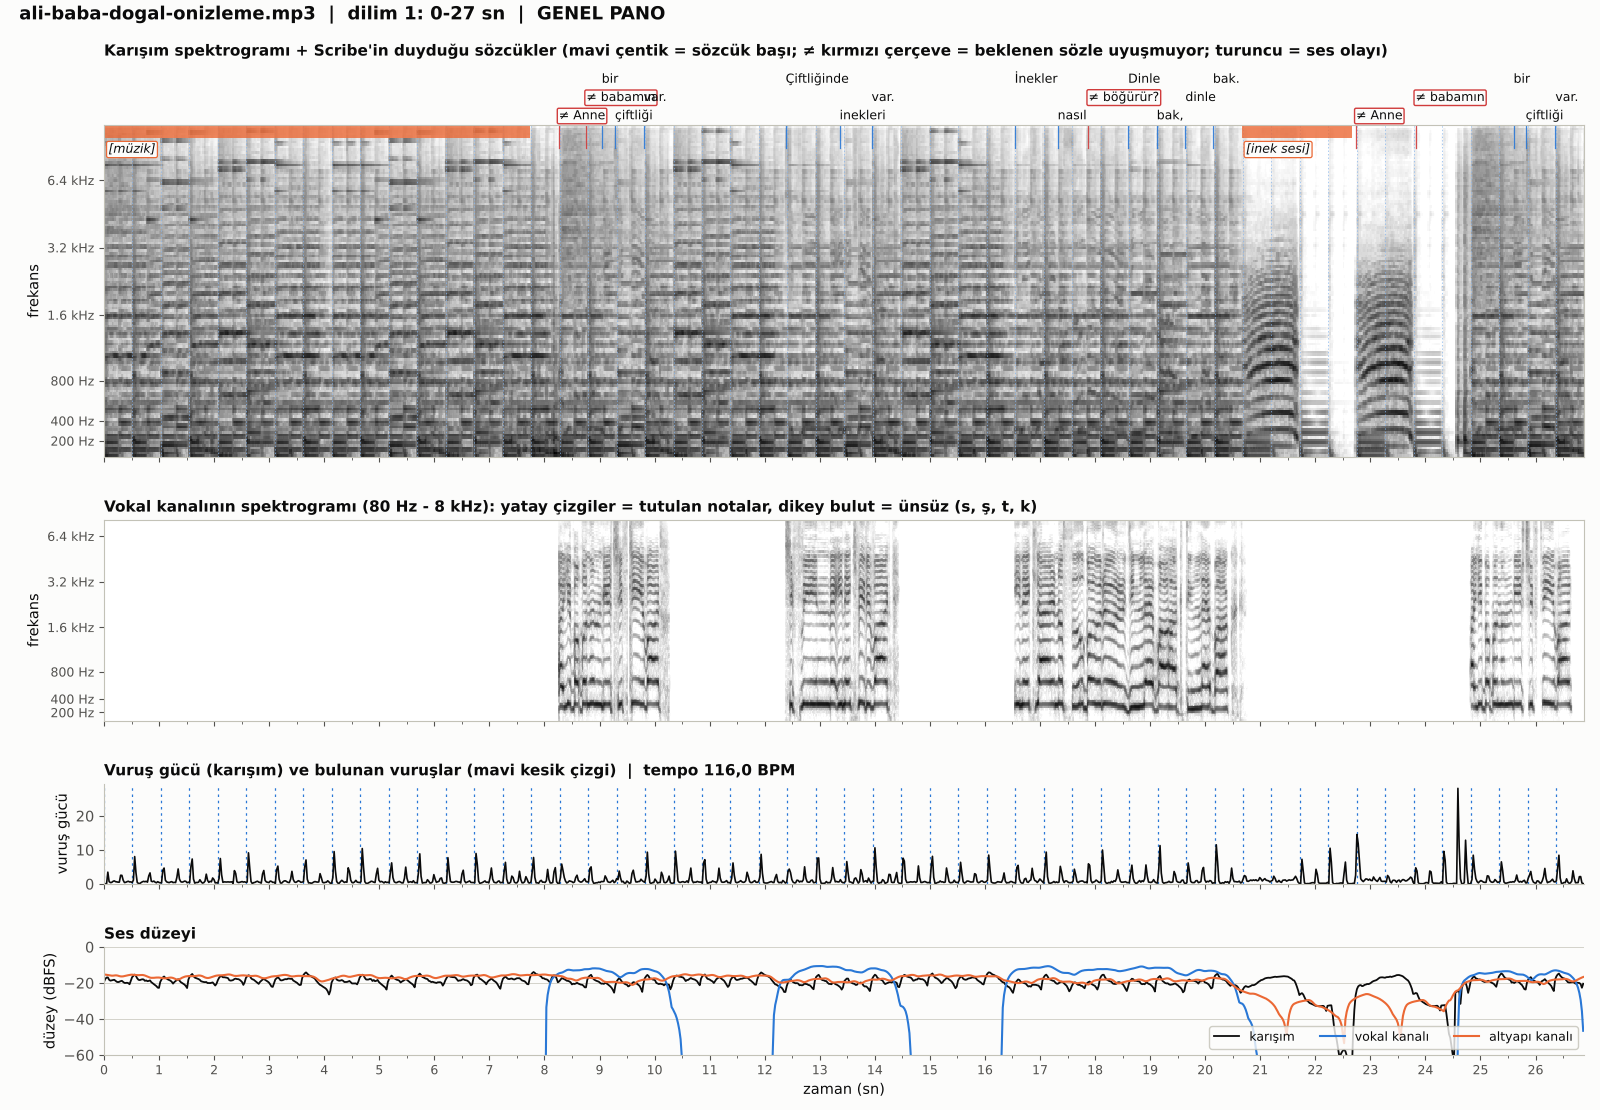 ali-baba-dogal-onizleme.mp3 | dilim 1: 0-27 sn | GENEL PANO
Karışım spektrogramı + Scribe'in duyduğu sözcükler (mavi çentik = sözcük başı; ≠ kırmızı çerçeve = beklenen sözle uyuşmuyor; turuncu = ses olayı)
bir Çiftliğinde İnekler Dinle bak. bir
≠ babamın var. var. ≠ böğürür? dinle ≠ babamın var.
≠ Anne çiftliği inekleri nasıl bak, ≠ Anne çiftliği
[müzik] [inek sesi]
6.4 kHz
3.2 kHz
1.6 kHz
800 Hz
400 Hz
200 Hz
frekans
Vokal kanalının spektrogramı (80 Hz - 8 kHz): yatay çizgiler = tutulan notalar, dikey bulut = ünsüz (s, ş, t, k)
6.4 kHz
3.2 kHz
1.6 kHz
800 Hz
400 Hz
200 Hz
frekans
Vuruş gücü (karışım) ve bulunan vuruşlar (mavi kesik çizgi) | tempo 116,0 BPM
20
10
0
vuruş gücü
Ses düzeyi
0
−20
−40
−60
düzey (dBFS)
karışım vokal kanalı altyapı kanalı
0 1 2 3 4 5 6 7 8 9 10 11 12 13 14 15 16 17 18 19 20 21 22 23 24 25 26
zaman (sn)